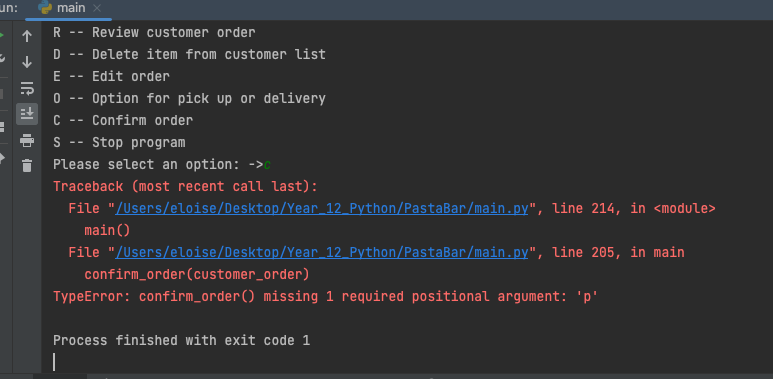 un: main
R -- Review customer order
D -- Delete item from customer list
E -- Edit order
O -- Option for pick up or delivery
C -- Confirm order
S -- Stop program
Please select an option: ->c
Traceback (most recent call last):
  File "/Users/eloise/Desktop/Year_12_Python/PastaBar/main.py", line 214, in <module>
    main()
  File "/Users/eloise/Desktop/Year_12_Python/PastaBar/main.py", line 205, in main
    confirm_order(customer_order)
TypeError: confirm_order() missing 1 required positional argument: 'p'
Process finished with exit code 1